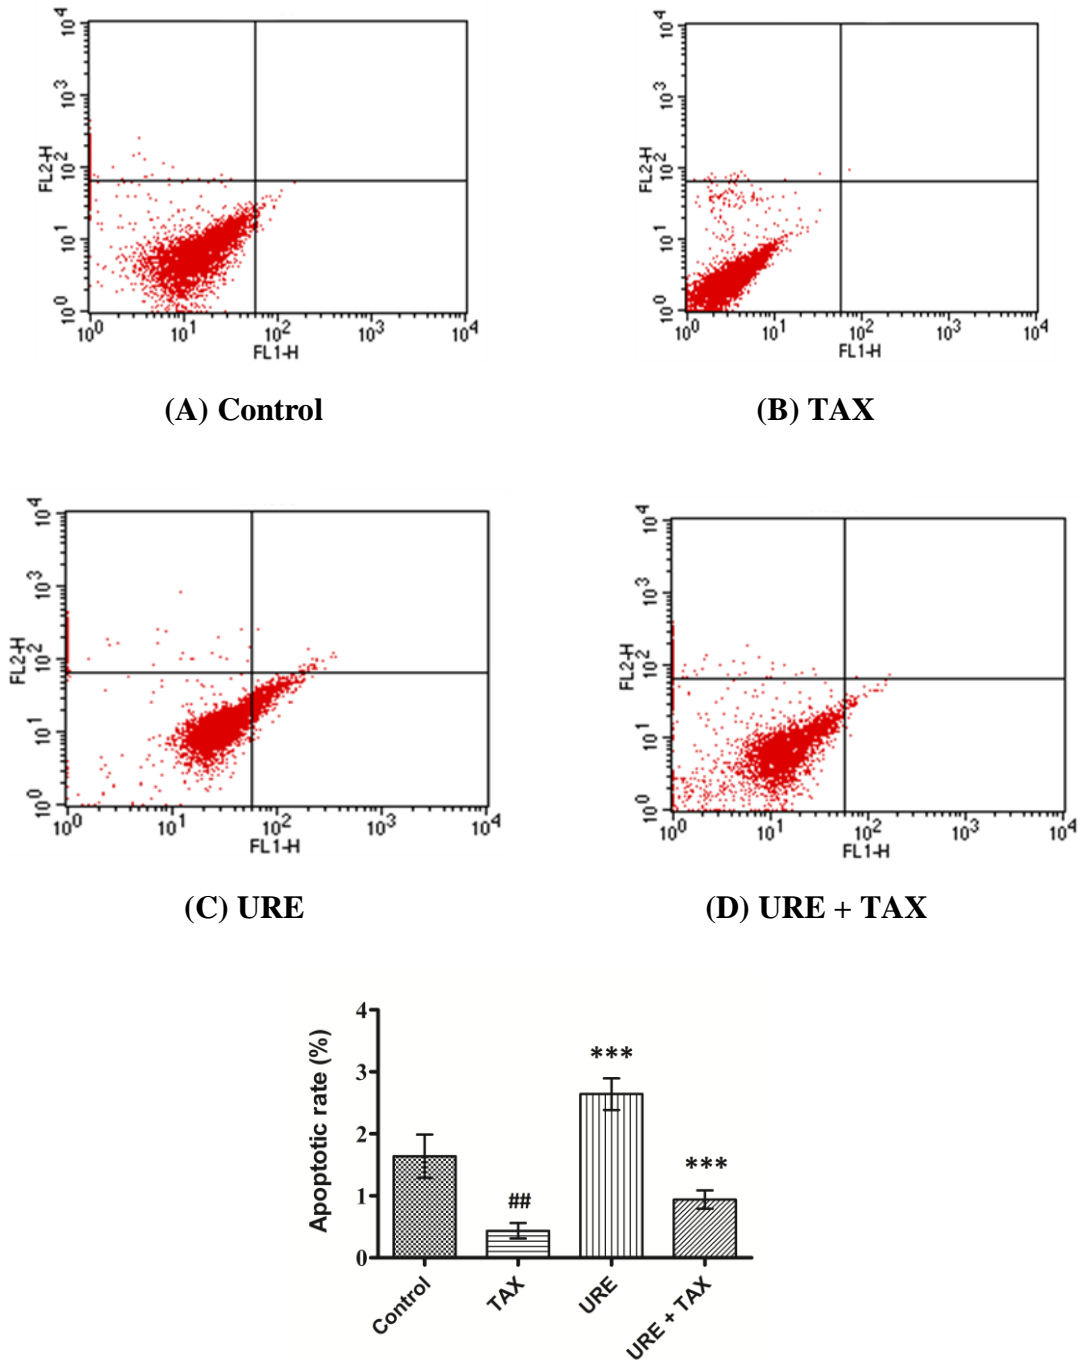 10^4
10^3
10^2
10^1
10^0
FL2-H
10^0 10^1 10^2 10^3 10^4
FL1-H
(A) Control
10^4
10^3
10^2
10^1
10^0
FL2-H
10^0 10^1 10^2 10^3 10^4
FL1-H
(B) TAX
10^4
10^3
10^2
10^1
10^0
FL2-H
10^0 10^1 10^2 10^3 10^4
FL1-H
(C) URE
10^4
10^3
10^2
10^1
10^0
FL2-H
10^0 10^1 10^2 10^3 10^4
FL1-H
(D) URE + TAX
Apoptotic rate (%)
4
3
2
1
0
##
***
***
Control
TAX
URE
URE + TAX